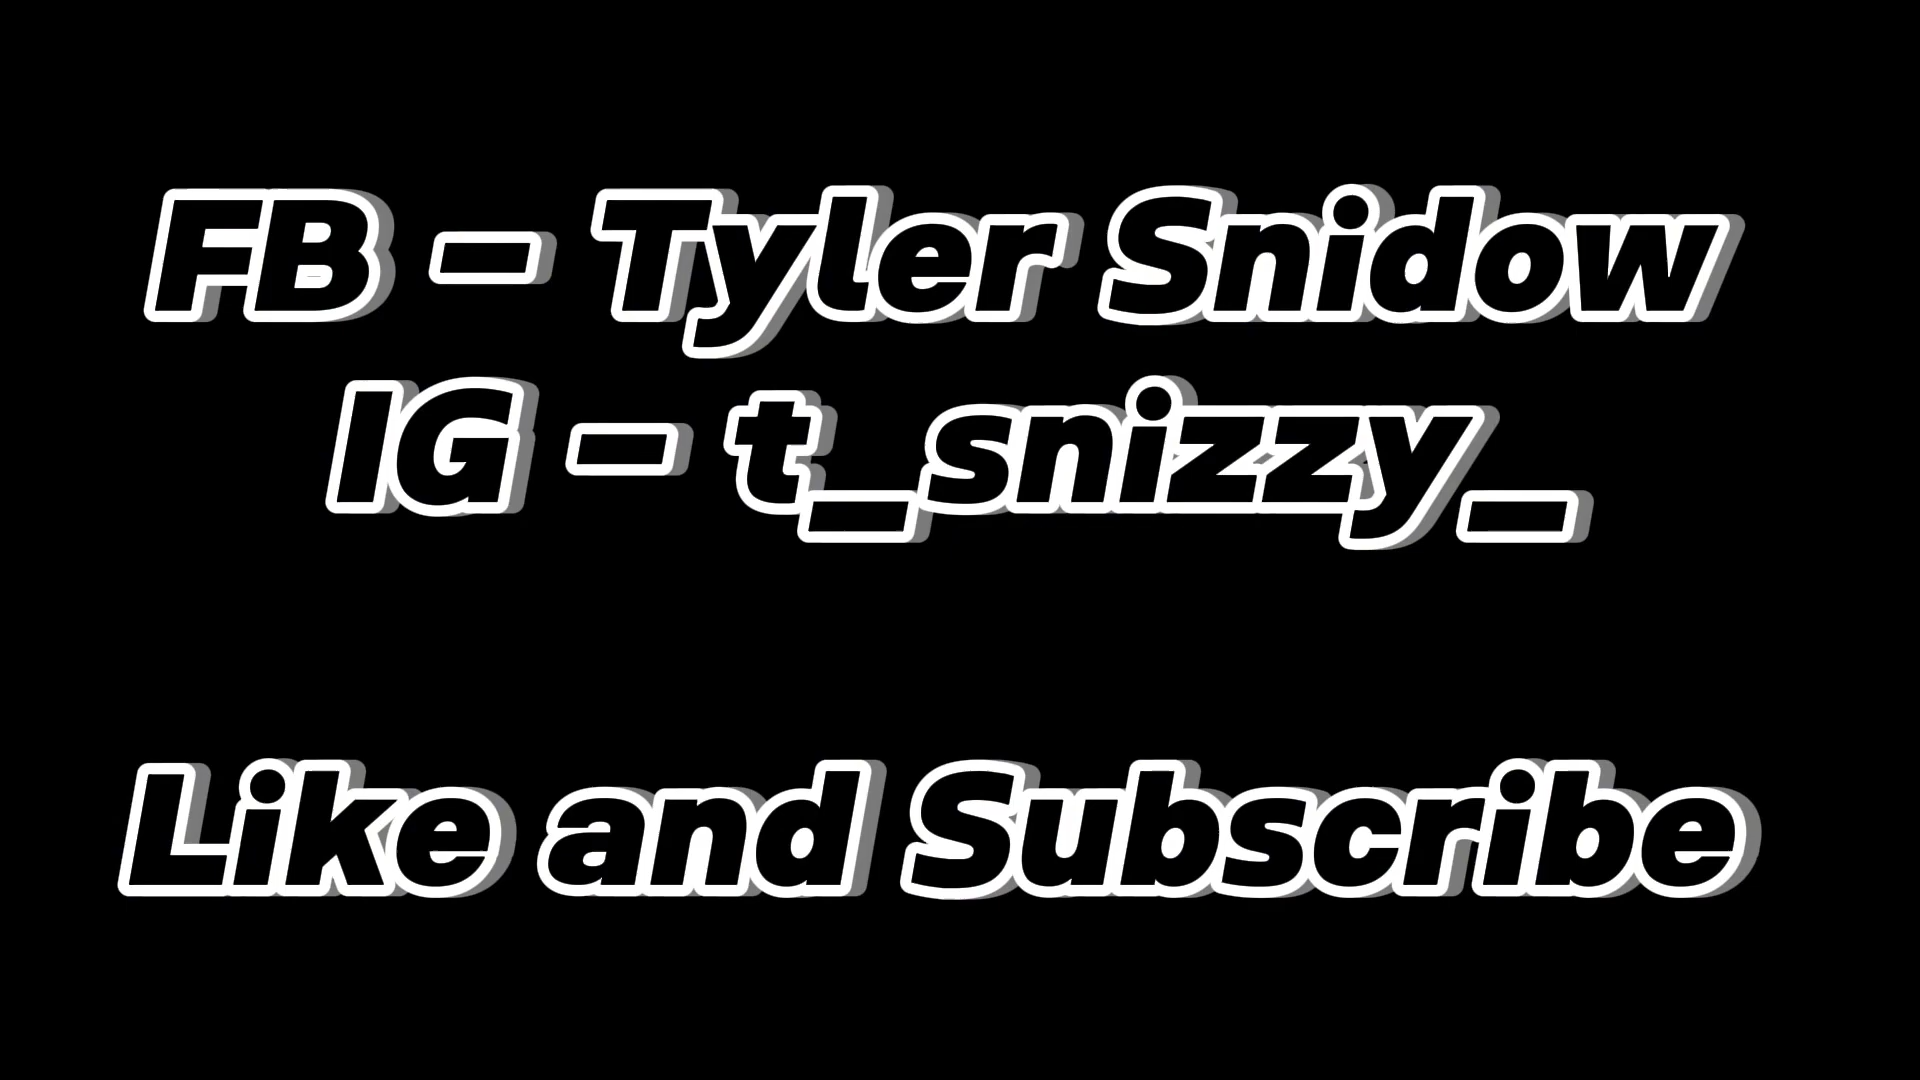 FB - Tyler Snidow
IG - t_snizzy_
Like and Subscribe